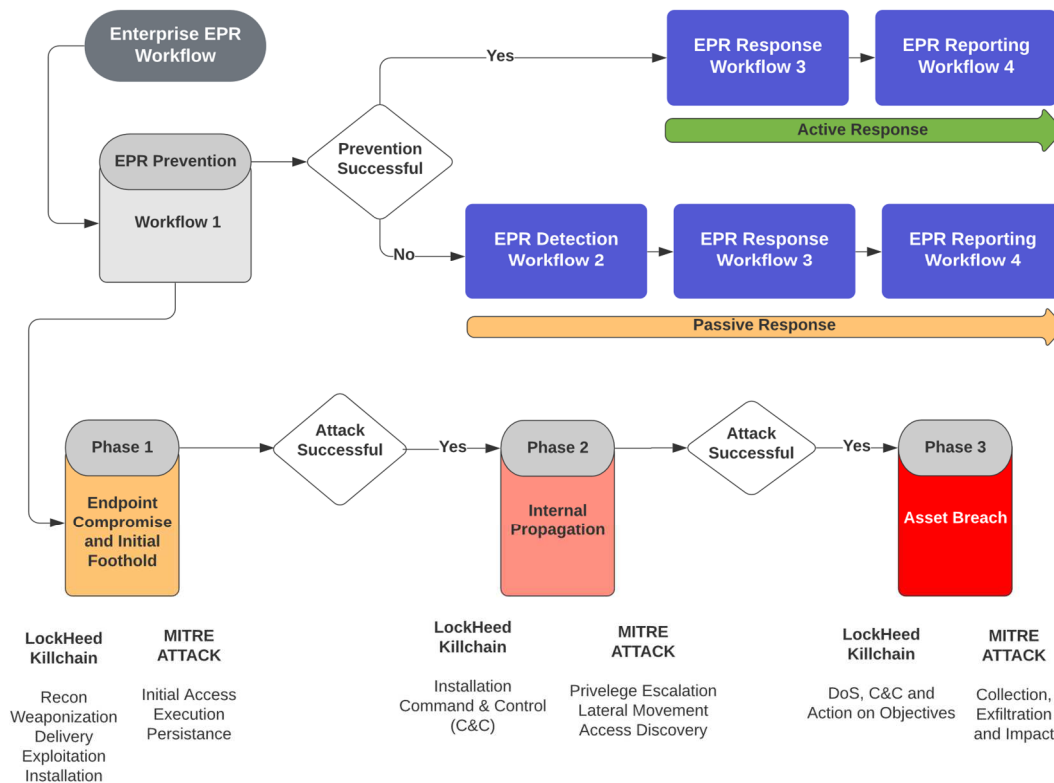 Enterprise EPR
Workflow
Yes
EPR Response
Workflow 3
EPR Reporting
Workflow 4
Active Response
EPR Prevention
Workflow 1
Prevention
Successful
No
EPR Detection
Workflow 2
EPR Response
Workflow 3
EPR Reporting
Workflow 4
Passive Response
Phase 1
Endpoint
Compromise
and Initial
Foothold
Attack
Successful
Yes
Phase 2
Internal
Propagation
Attack
Successful
Yes
Phase 3
Asset Breach
LockHeed
Killchain
Recon
Weaponization
Delivery
Exploitation
Installation
MITRE
ATTACK
Initial Access
Execution
Persistance
LockHeed
Killchain
Installation
Command & Control
(C&C)
MITRE
ATTACK
Privelege Escalation
Lateral Movement
Access Discovery
LockHeed
Killchain
DoS, C&C and
Action on Objectives
MITRE
ATTACK
Collection,
Exfiltration
and Impact